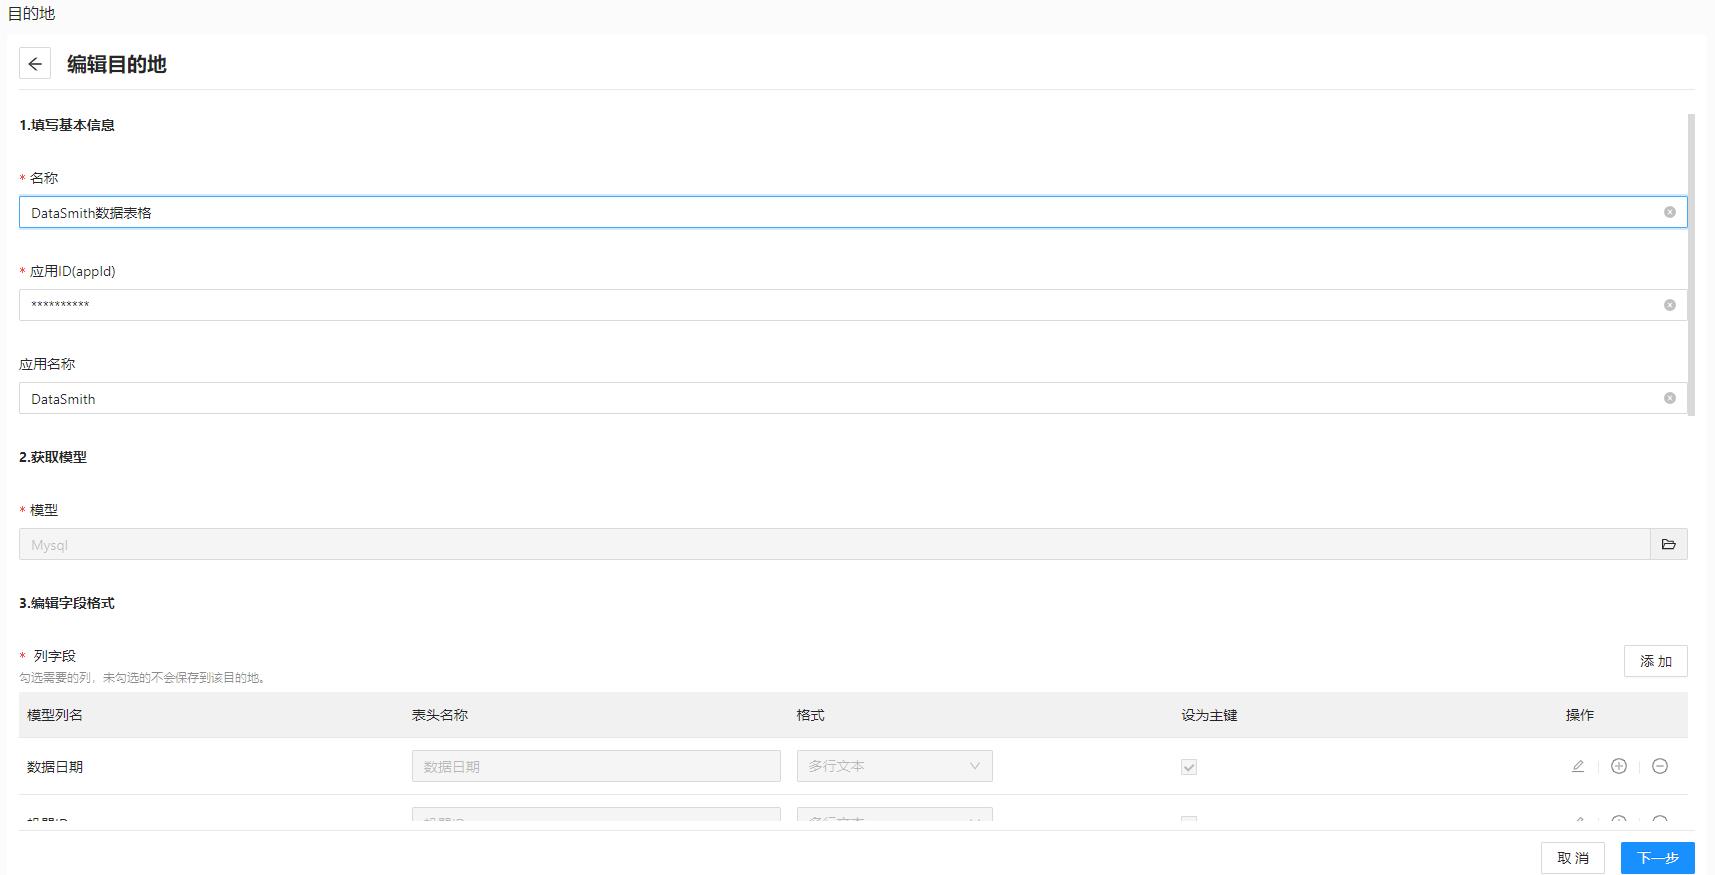 目的地
编辑目的地
1.填写基本信息
* 名称
DataSmith数据表格
* 应用ID(appId)
**********
应用名称
DataSmith
2.获取模型
* 模型
Mysql
3.编辑字段格式
* 列字段
添 加
勾选需要的列，未勾选的不会保存到该目的地。
模型列名 表头名称 格式 设为主键 操作
数据日期 数据日期 多行文本
多行文本
取 消 下一步